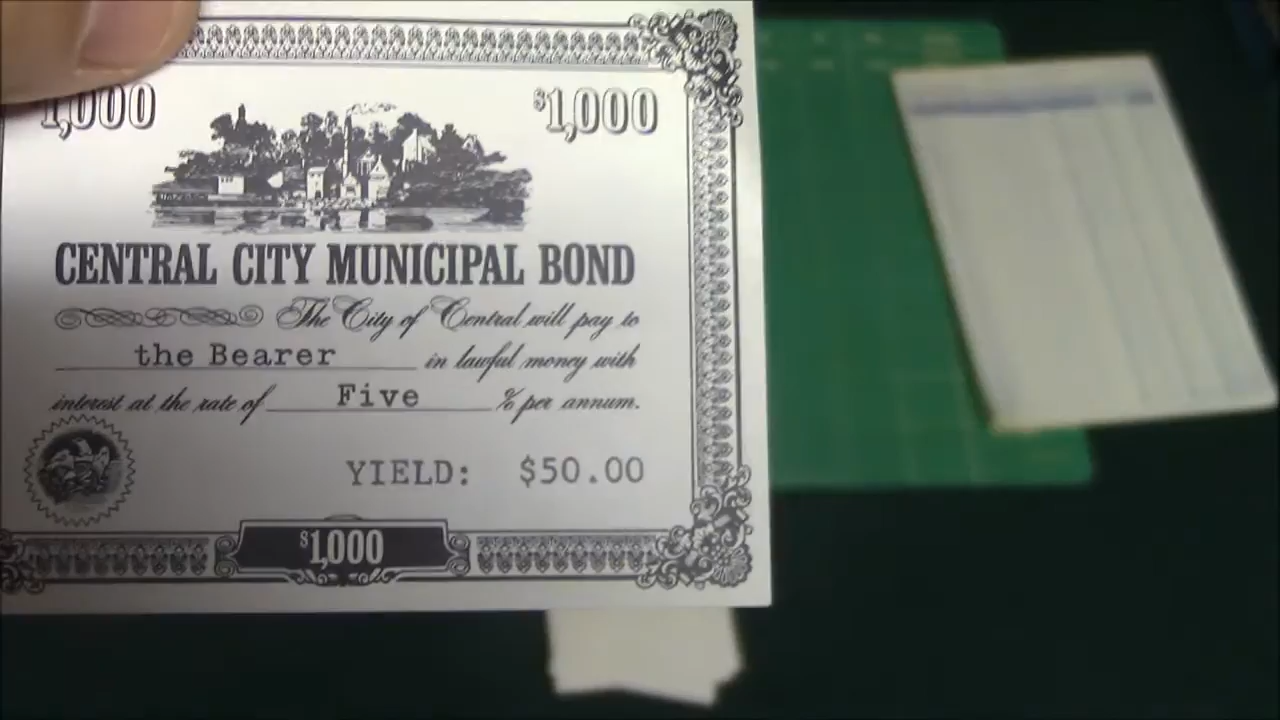 1,000
$1,000
CENTRAL CITY MUNICIPAL BOND
The City of Central will pay to
the Bearer in lawful money with
interest at the rate of Five % per annum.
YIELD: $50.00
$1,000